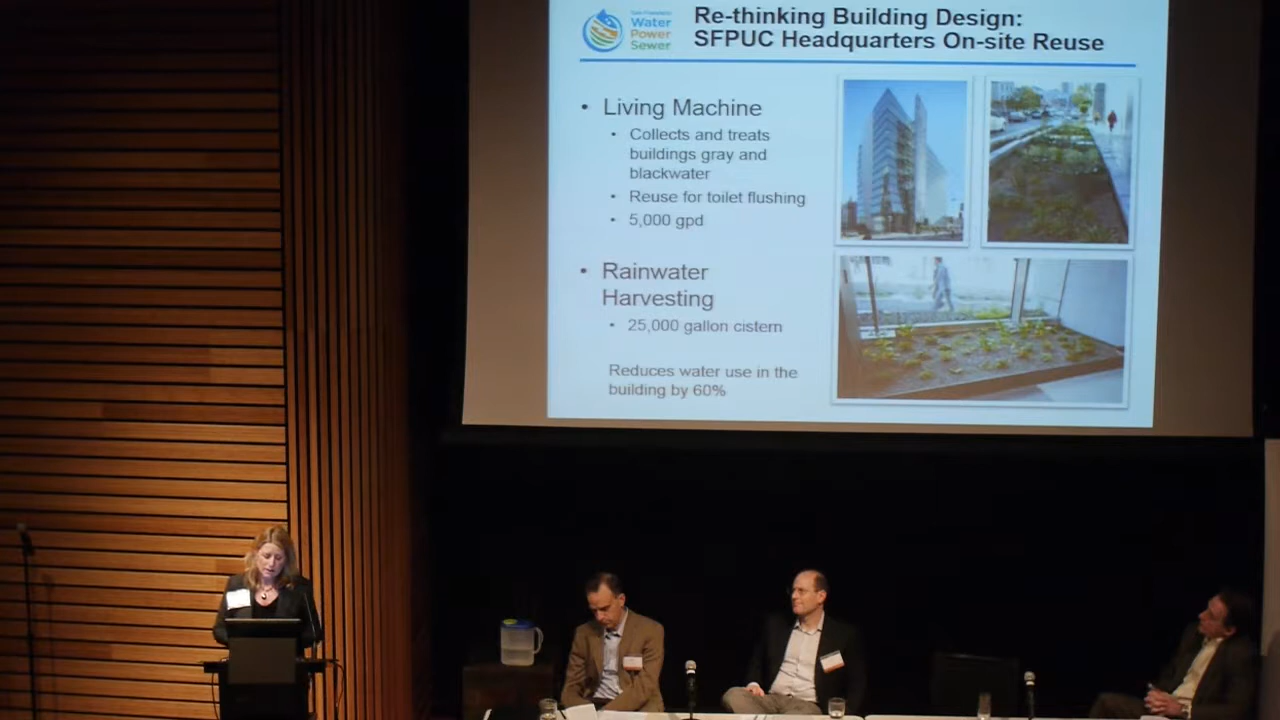 San Francisco
Water
Power
Sewer
Re-thinking Building Design:
SFPUC Headquarters On-site Reuse
• Living Machine
• Collects and treats
buildings gray and
blackwater
• Reuse for toilet flushing
• 5,000 gpd
• Rainwater
Harvesting
• 25,000 gallon cistern
Reduces water use in the
building by 60%